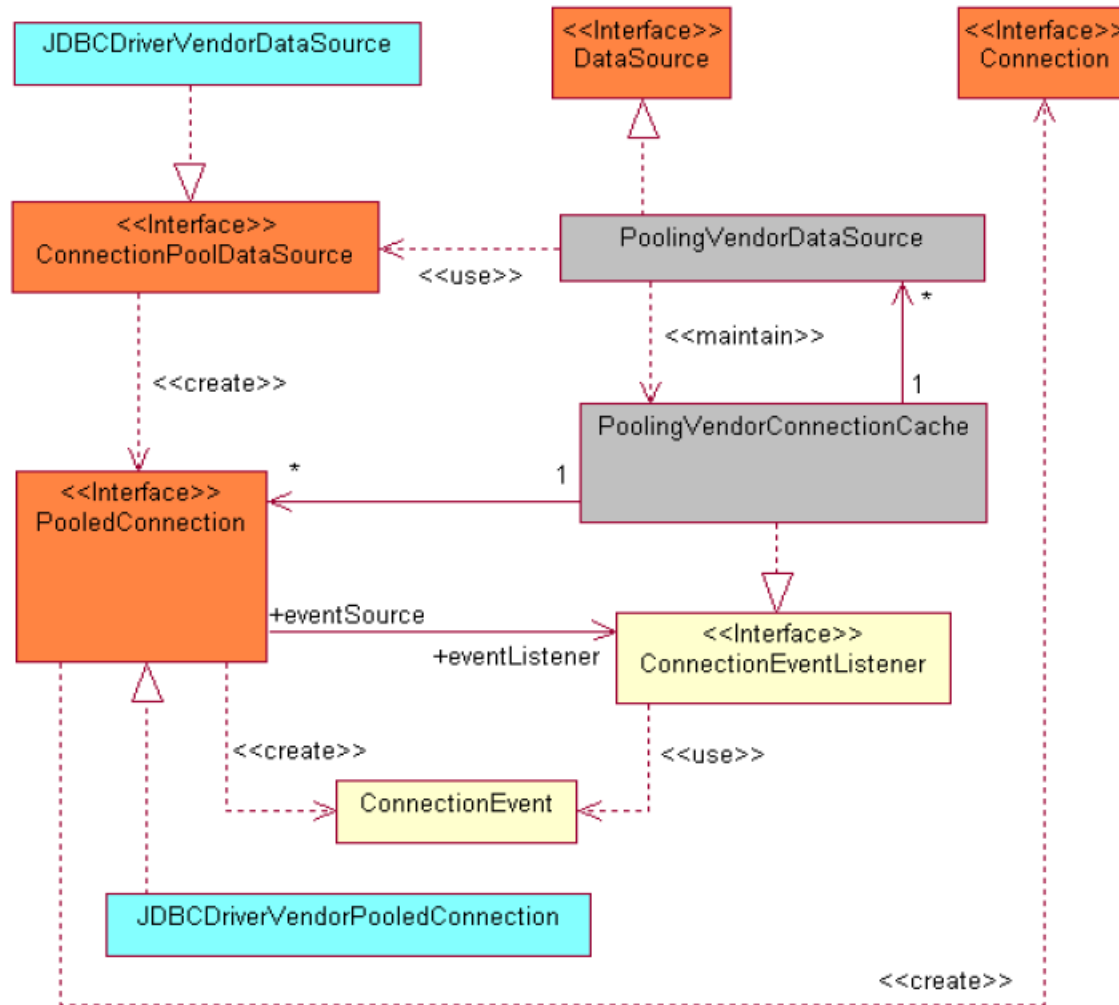 JDBCDriverVendorDataSource
<<Interface>>
DataSource
<<Interface>>
Connection
<<Interface>>
ConnectionPoolDataSource
PoolingVendorDataSource
<<use>>
*
<<maintain>>
<<create>>
1
PoolingVendorConnectionCache
*
1
<<Interface>>
PooledConnection
+eventSource
+eventListener
<<Interface>>
ConnectionEventListener
<<create>>
<<use>>
ConnectionEvent
JDBCDriverVendorPooledConnection
<<create>>